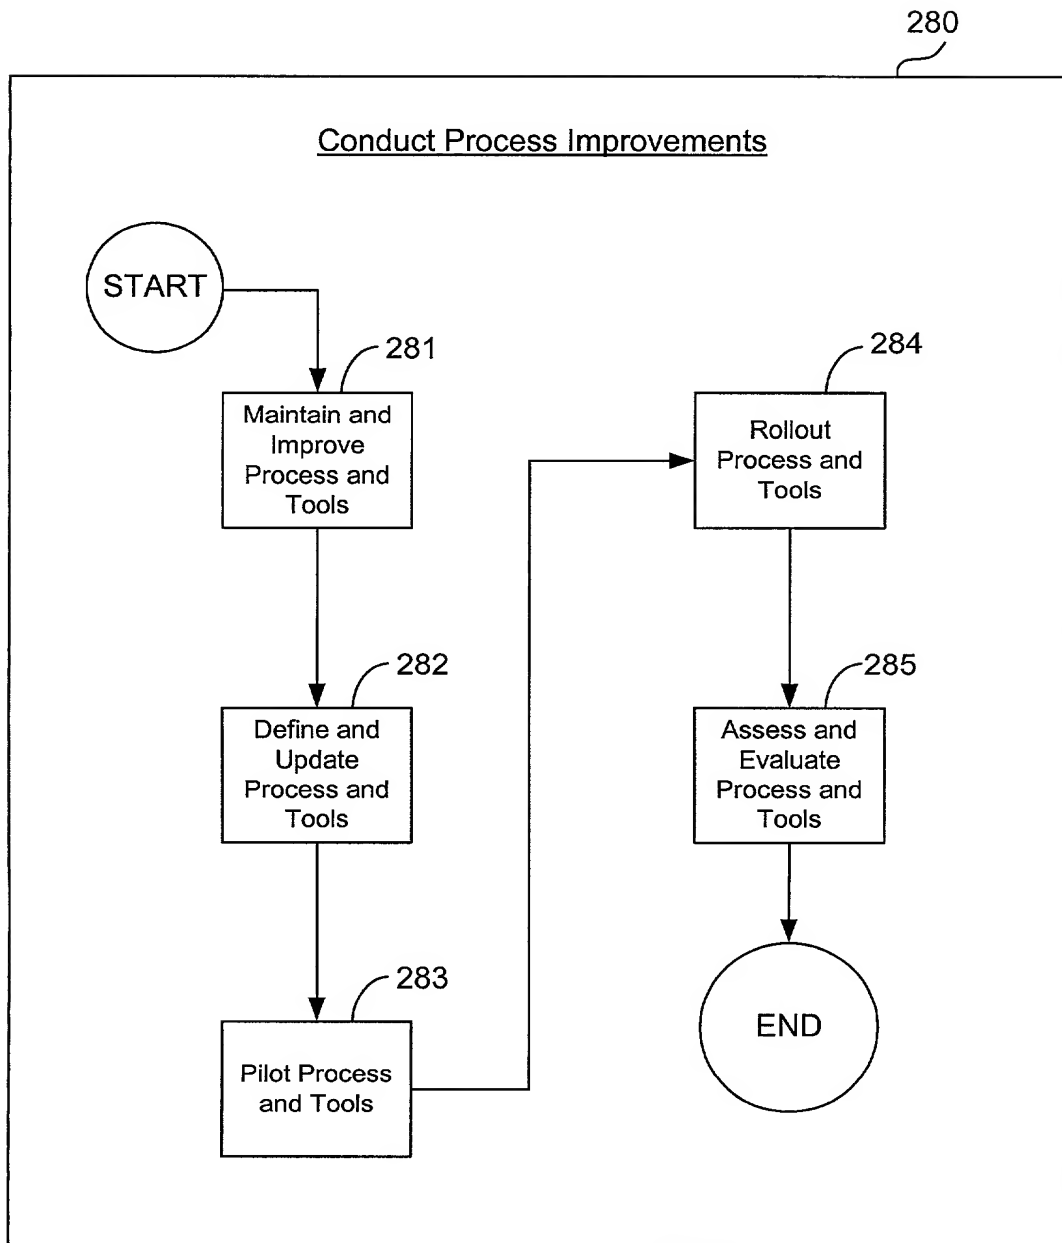 280
Conduct Process Improvements
START
281
Maintain and
Improve
Process and
Tools
282
Define and
Update
Process and
Tools
283
Pilot Process
and Tools
284
Rollout
Process and
Tools
285
Assess and
Evaluate
Process and
Tools
END